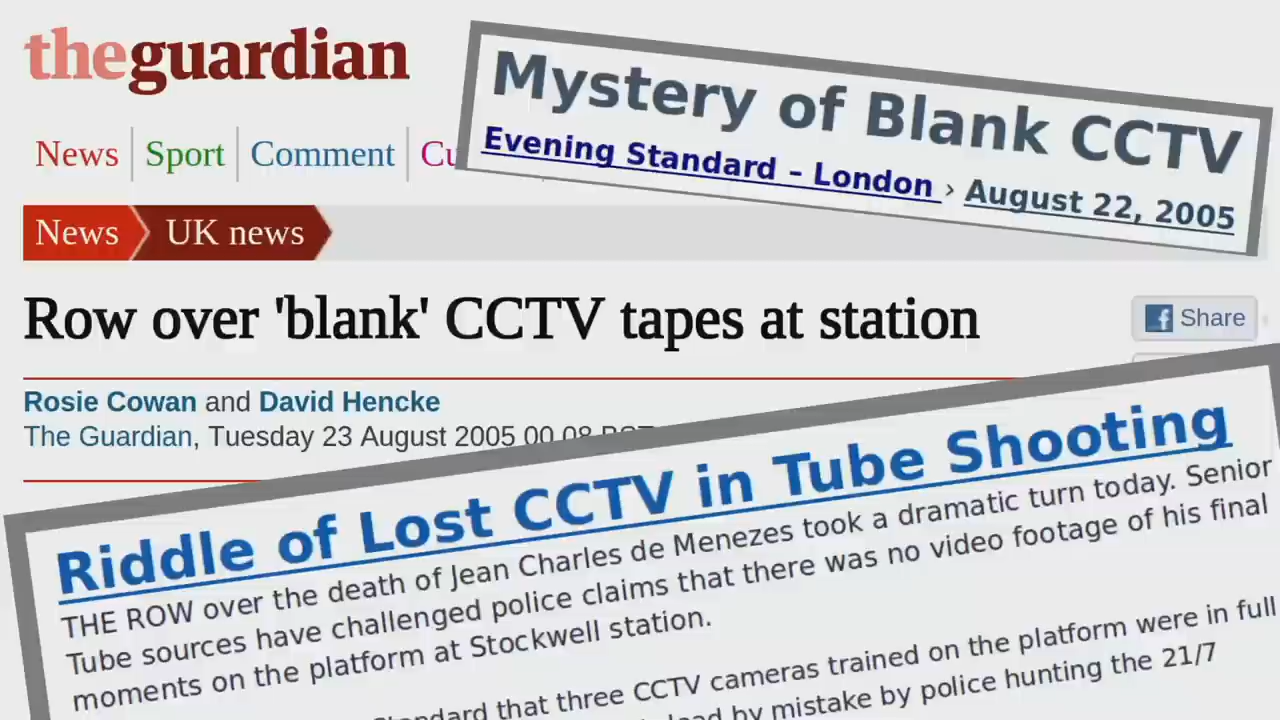 theguardian
Mystery of Blank CCTV
Evening Standard – London › August 22, 2005
News Sport Comment
News UK news
Row over 'blank' CCTV tapes at station
Share
Rosie Cowan and David Hencke
The Guardian, Tuesday 23 August 2005 00.08 BST
Riddle of Lost CCTV in Tube Shooting
THE ROW over the death of Jean Charles de Menezes took a dramatic turn today. Senior
Tube sources have challenged police claims that there was no video footage of his final
moments on the platform at Stockwell station.
Standard that three CCTV cameras trained on the platform were in full
by mistake by police hunting the 21/7